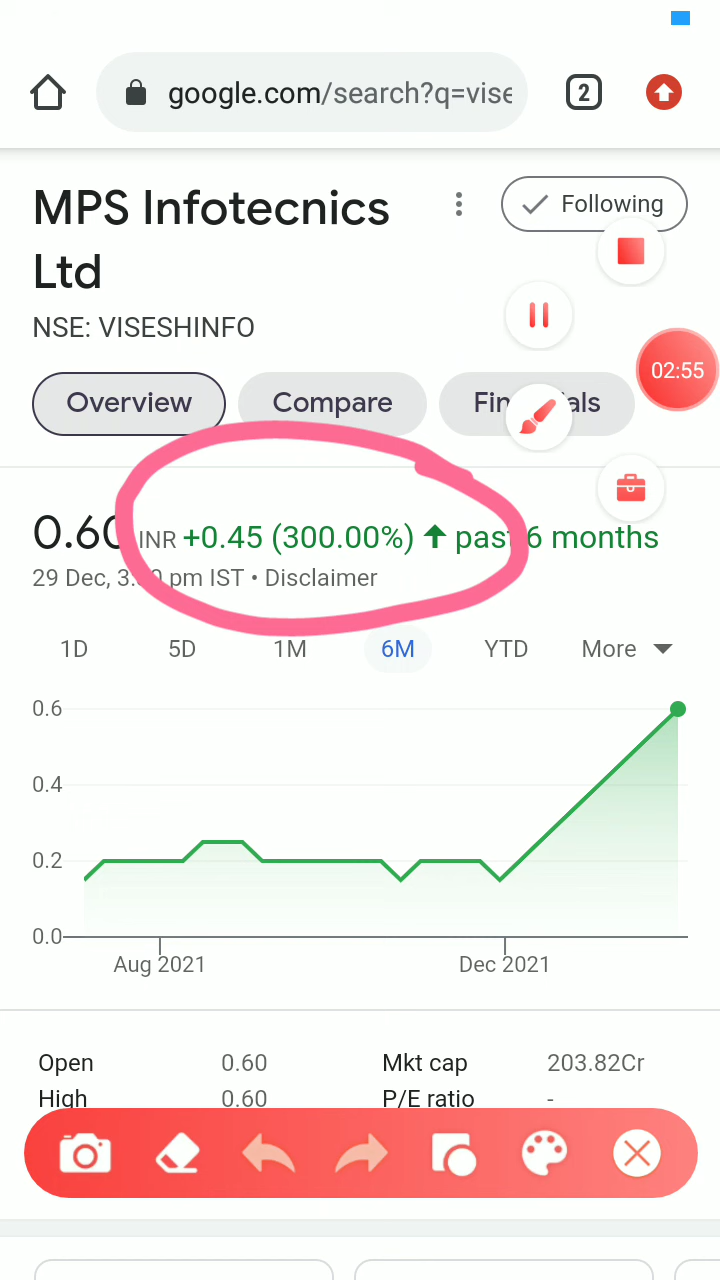 2
google.com/search?q=vise
MPS Infotecnics
Ltd
Following
NSE: VISESHINFO
02:55
Overview Compare
0.60 INR +0.45 (300.00%) past 6 months
29 Dec, pm IST • Disclaimer
1D 5D 1M 6M YTD More
0.6
0.4
0.2
0.0
Aug 2021 Dec 2021
Open 0.60 Mkt cap 203.82Cr
High 0.60 P/E ratio -